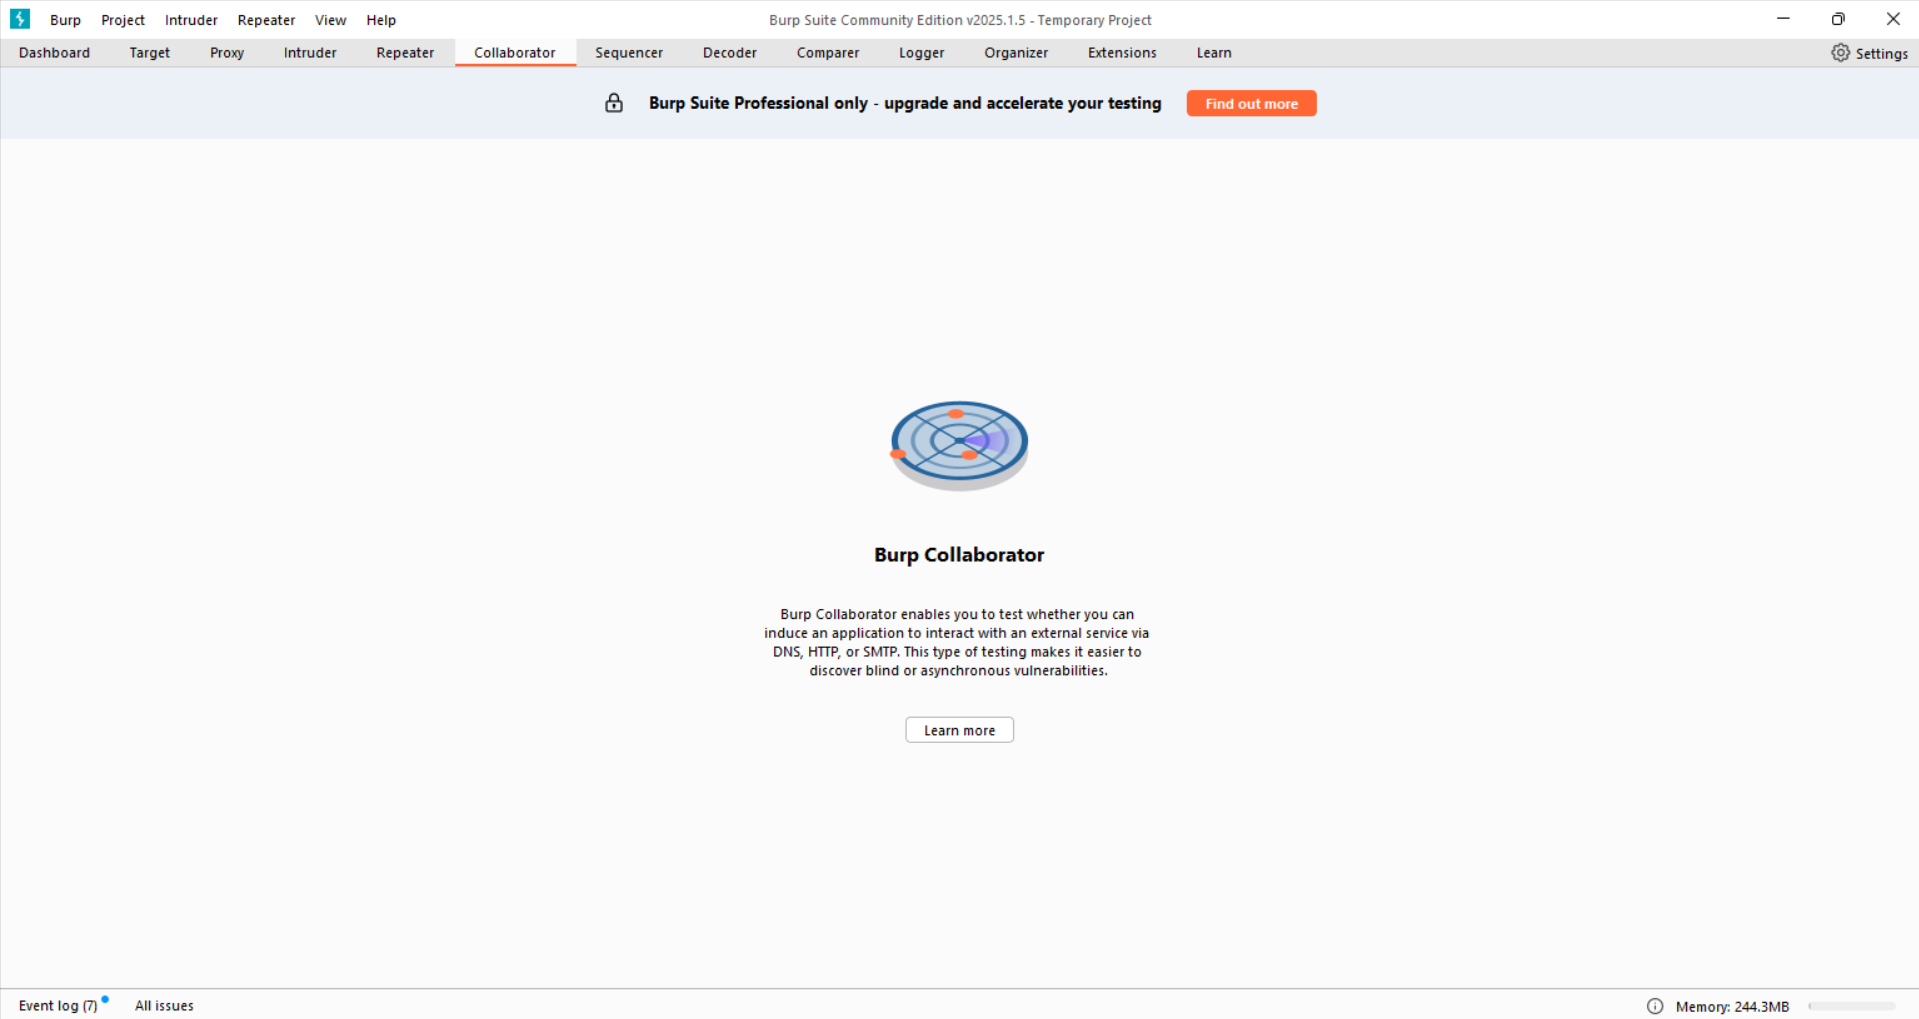 Burp Project Intruder Repeater View Help Burp Suite Community Edition v2025.1.5 - Temporary Project
Dashboard Target Proxy Intruder Repeater Collaborator Sequencer Decoder Comparer Logger Organizer Extensions Learn Settings
Burp Suite Professional only - upgrade and accelerate your testing Find out more
Burp Collaborator
Burp Collaborator enables you to test whether you can
induce an application to interact with an external service via
DNS, HTTP, or SMTP. This type of testing makes it easier to
discover blind or asynchronous vulnerabilities.
Learn more
Event log (7) All issues Memory: 244.3MB